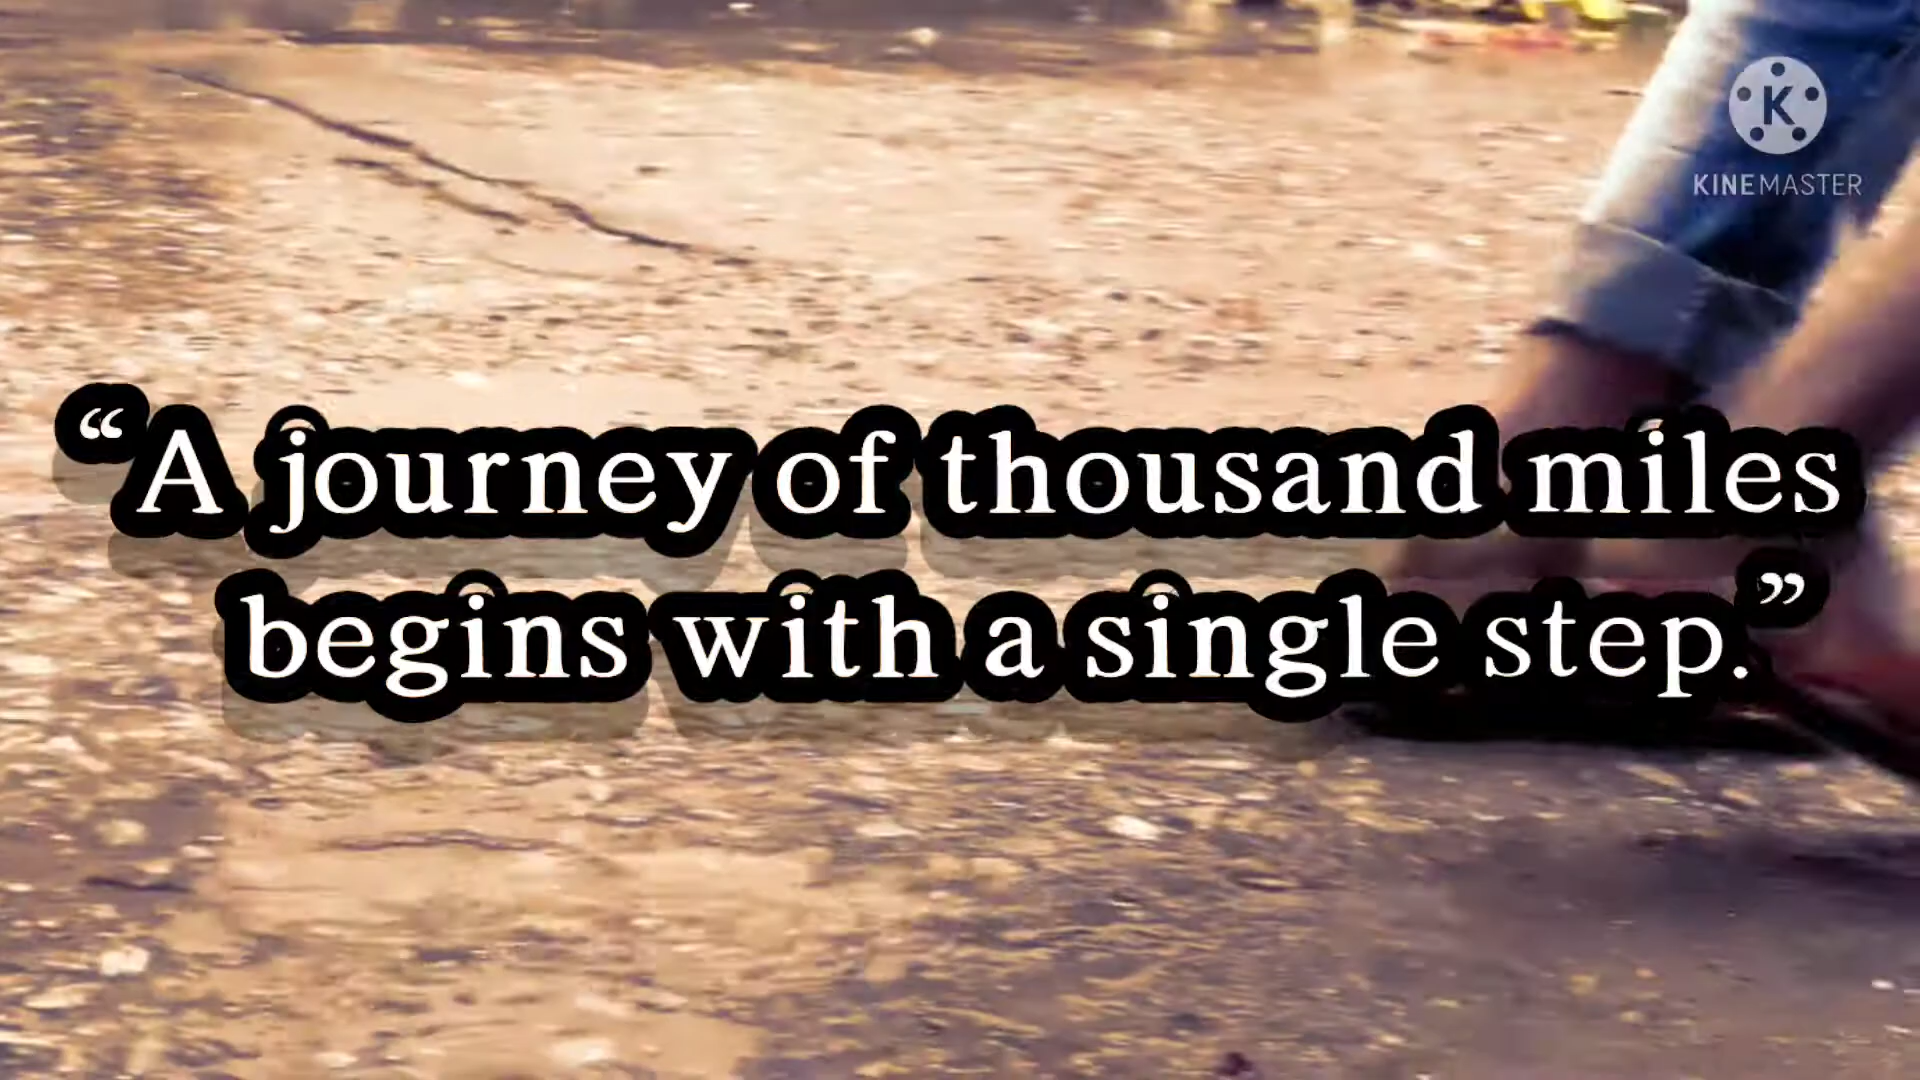 KINEMASTER
“A journey of thousand miles
begins with a single step.”